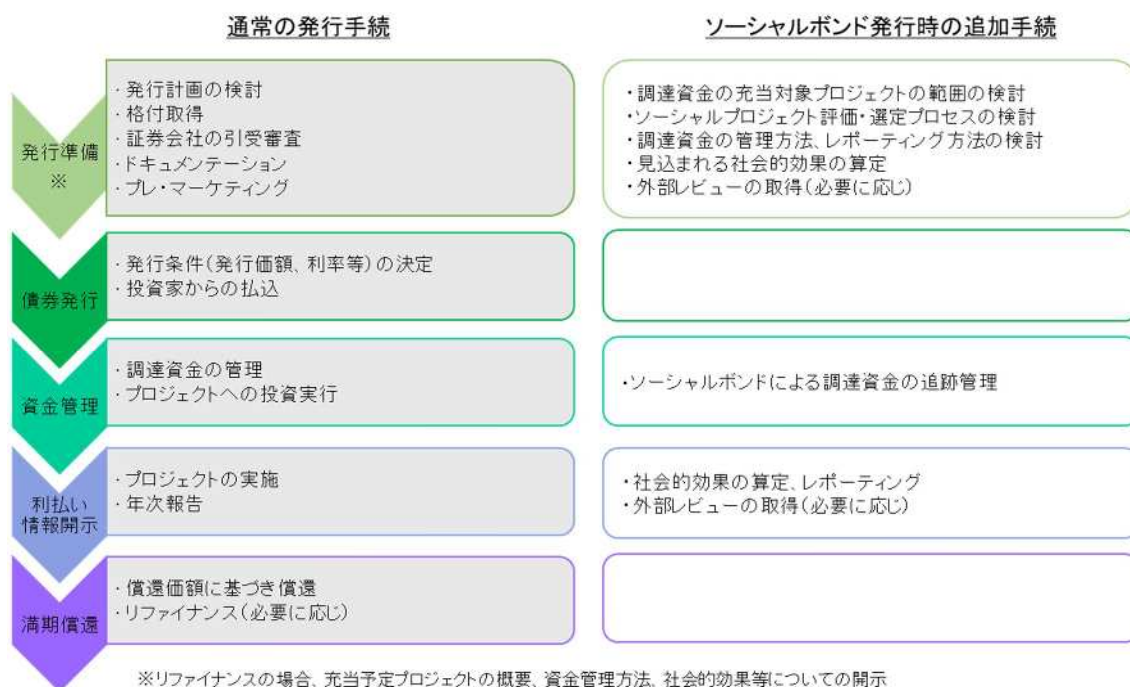 通常の発行手続
ソーシャルボンド発行時の追加手続
発行準備
※
・発行計画の検討
・格付取得
・証券会社の引受審査
・ドキュメンテーション
・プレ・マーケティング
・調達資金の充当対象プロジェクトの範囲の検討
・ソーシャルプロジェクト評価・選定プロセスの検討
・調達資金の管理方法、レポーティング方法の検討
・見込まれる社会的効果の算定
・外部レビューの取得(必要に応じ)
債券発行
・発行条件(発行価額、利率等)の決定
・投資家からの払込
資金管理
・調達資金の管理
・プロジェクトへの投資実行
・ソーシャルボンドによる調達資金の追跡管理
利払い
情報開示
・プロジェクトの実施
・年次報告
・社会的効果の算定、レポーティング
・外部レビューの取得(必要に応じ)
満期償還
・償還価額に基づき償還
・リファイナンス(必要に応じ)
※リファイナンスの場合、充当予定プロジェクトの概要、資金管理方法、社会的効果等についての開示